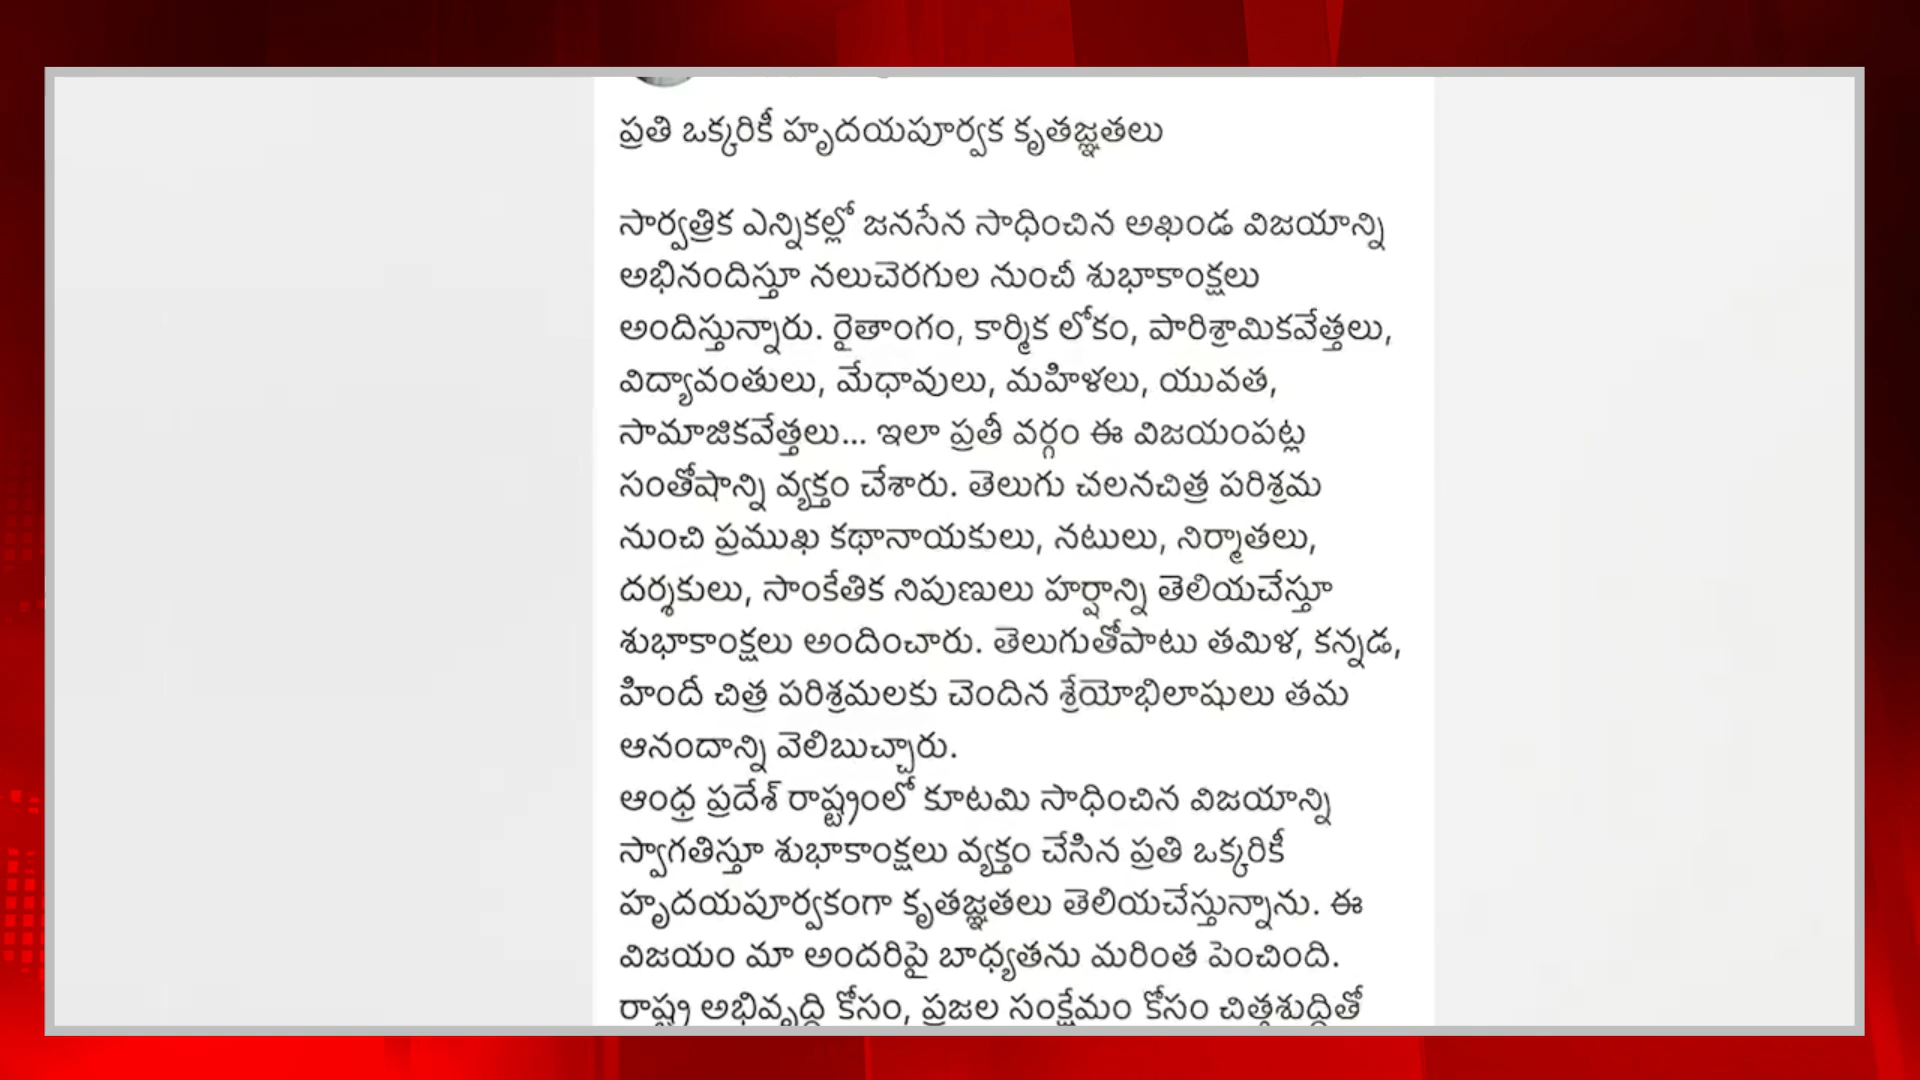 ప్రతి ఒక్కరికీ హృదయపూర్వక కృతజ్ఞతలు
సార్వత్రిక ఎన్నికల్లో జనసేన సాధించిన అఖండ విజయాన్ని
అభినందిస్తూ నలుచెరగుల నుంచీ శుభాకాంక్షలు
అందిస్తున్నారు. రైతాంగం, కార్మిక లోకం, పారిశ్రామికవేత్తలు,
విద్యావంతులు, మేధావులు, మహిళలు, యువత,
సామాజికవేత్తలు... ఇలా ప్రతీ వర్గం ఈ విజయంపట్ల
సంతోషాన్ని వ్యక్తం చేశారు. తెలుగు చలనచిత్ర పరిశ్రమ
నుంచి ప్రముఖ కథానాయకులు, నటులు, నిర్మాతలు,
దర్శకులు, సాంకేతిక నిపుణులు హర్షాన్ని తెలియచేస్తూ
శుభాకాంక్షలు అందించారు. తెలుగుతోపాటు తమిళ, కన్నడ,
హిందీ చిత్ర పరిశ్రమలకు చెందిన శ్రేయోభిలాషులు తమ
ఆనందాన్ని వెలిబుచ్చారు.
ఆంధ్ర ప్రదేశ్ రాష్ట్రంలో కూటమి సాధించిన విజయాన్ని
స్వాగతిస్తూ శుభాకాంక్షలు వ్యక్తం చేసిన ప్రతి ఒక్కరికీ
హృదయపూర్వకంగా కృతజ్ఞతలు తెలియచేస్తున్నాను. ఈ
విజయం మా అందరిపై బాధ్యతను మరింత పెంచింది.
రాష్ట్ర అభివృద్ధి కోసం, ప్రజల సంక్షేమం కోసం చిత్తశుద్ధితో